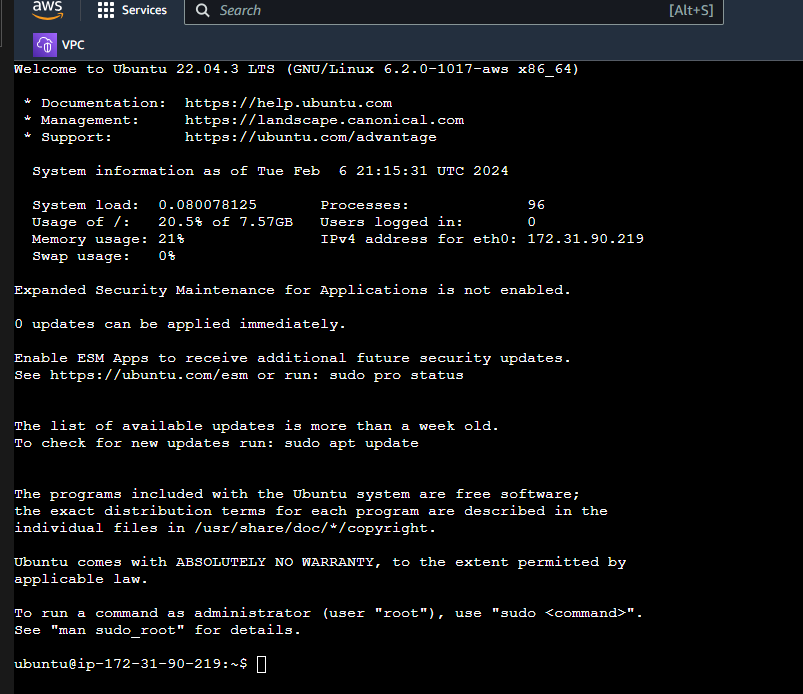 aws
Services
Search
[Alt+S]
VPC
Welcome to Ubuntu 22.04.3 LTS (GNU/Linux 6.2.0-1017-aws x86_64)
* Documentation:  https://help.ubuntu.com
* Management:     https://landscape.canonical.com
* Support:        https://ubuntu.com/advantage
System information as of Tue Feb  6 21:15:31 UTC 2024
System load:  0.080078125       Processes:             96
Usage of /:   20.5% of 7.57GB   Users logged in:       0
Memory usage: 21%               IPv4 address for eth0: 172.31.90.219
Swap usage:   0%
Expanded Security Maintenance for Applications is not enabled.
0 updates can be applied immediately.
Enable ESM Apps to receive additional future security updates.
See https://ubuntu.com/esm or run: sudo pro status
The list of available updates is more than a week old.
To check for new updates run: sudo apt update
The programs included with the Ubuntu system are free software;
the exact distribution terms for each program are described in the
individual files in /usr/share/doc/*/copyright.
Ubuntu comes with ABSOLUTELY NO WARRANTY, to the extent permitted by
applicable law.
To run a command as administrator (user "root"), use "sudo <command>".
See "man sudo_root" for details.
ubuntu@ip-172-31-90-219:~$